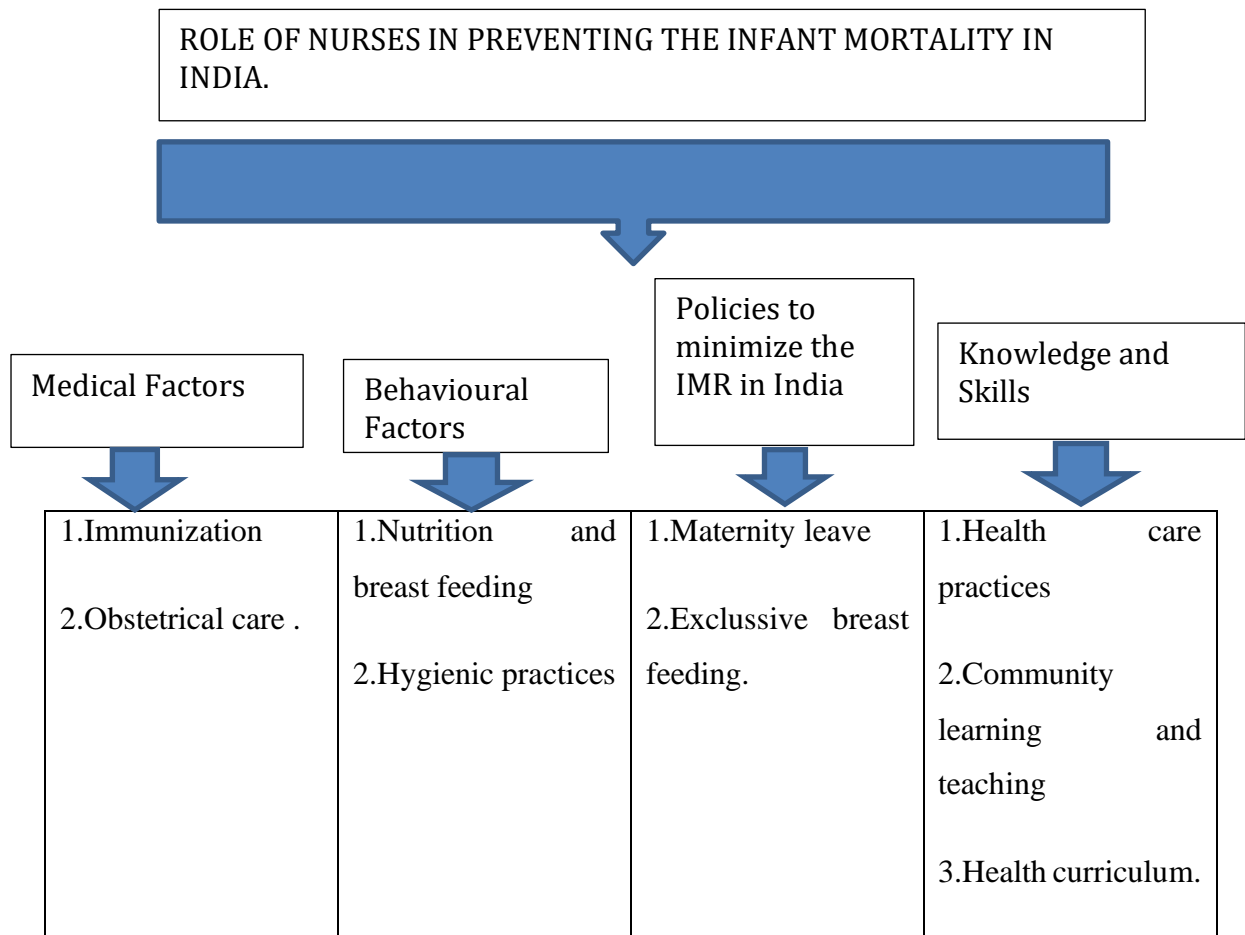 ROLE OF NURSES IN PREVENTING THE INFANT MORTALITY IN
INDIA.
Medical Factors
Behavioural
Factors
Policies to
minimize the
IMR in India
Knowledge and
Skills
1.Immunization
2.Obstetrical care .
1.Nutrition and
breast feeding
2.Hygienic practices
1.Maternity leave
2.Exclussive breast
feeding.
1.Health care
practices
2.Community
learning and
teaching
3.Health curriculum.